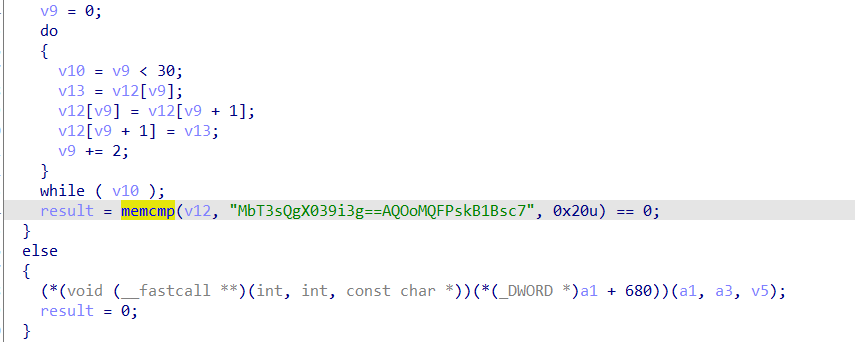 v9 = 0;
do
{
v10 = v9 < 30;
v13 = v12[v9];
v12[v9] = v12[v9 + 1];
v12[v9 + 1] = v13;
v9 += 2;
}
while ( v10 );
result = memcmp(v12, "MbT3sQgX039i3g==AQOoMQFPskB1Bsc7", 0x20u) == 0;
}
else
{
(*(void (__fastcall **)(int, int, const char *))(*(_DWORD *)a1 + 680))(a1, a3, v5);
result = 0;
}